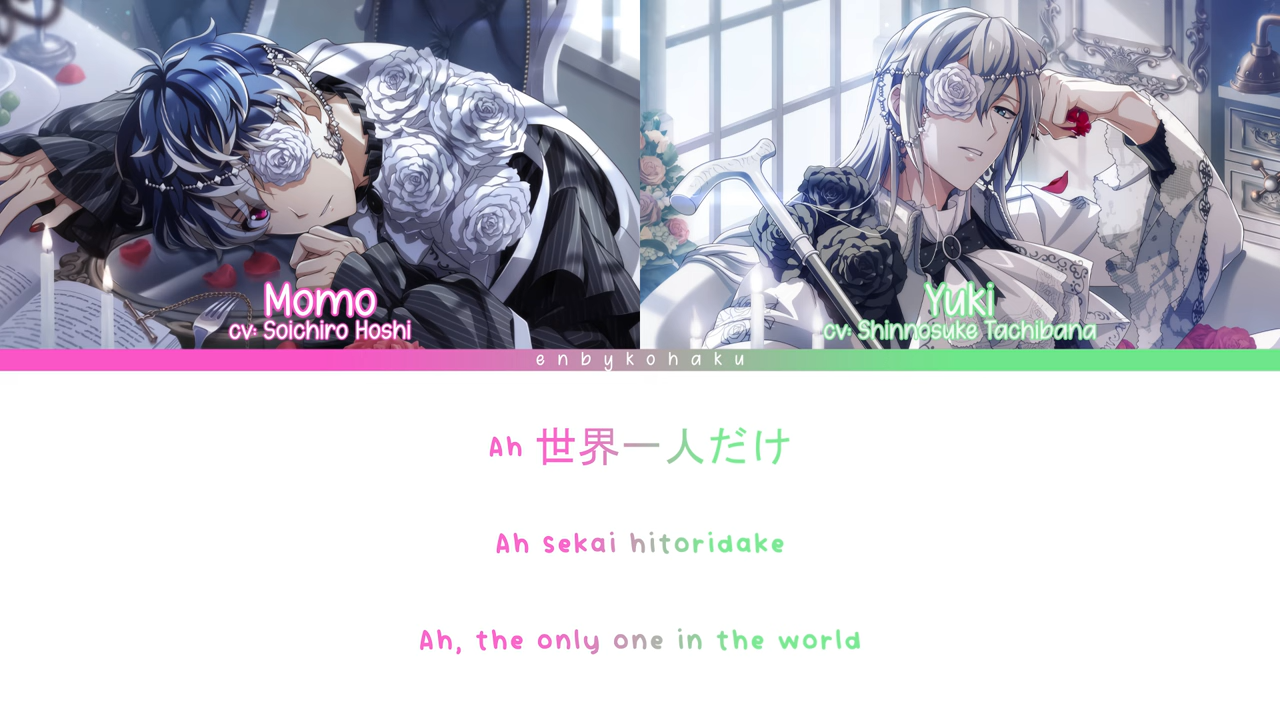 Momo
cv: Soichiro Hoshi
Yuki
cv: Shinnosuke Tachibana
enbykohaku
Ah 世界一人だけ
Ah sekai hitoridake
Ah, the only one in the world